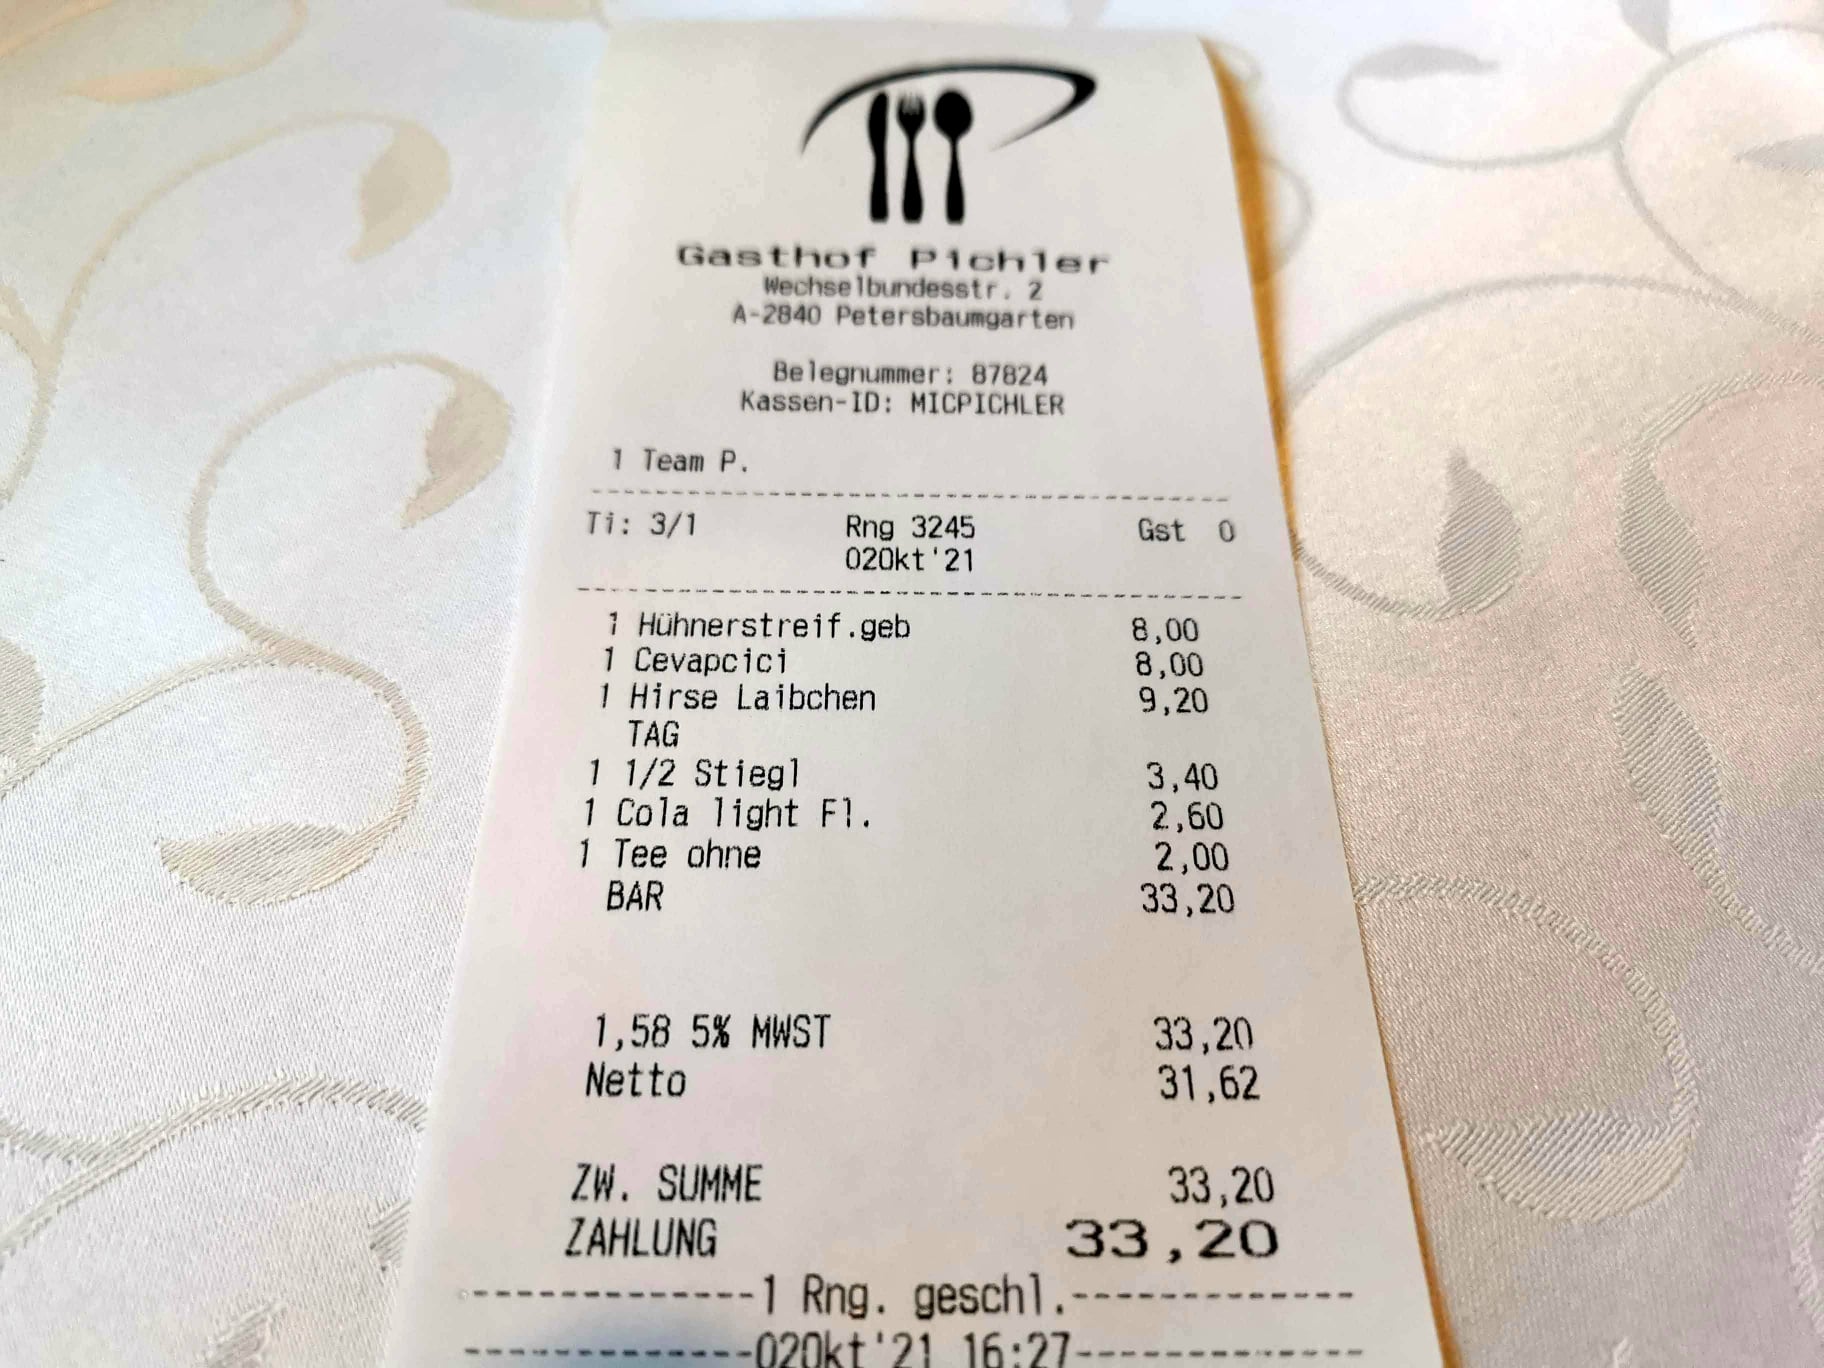 Gasthof Pichler
Wechselbundesstr. 2
A-2840 Petersbaumgarten
Belegnummer: 87824
Kassen-ID: MICPICHLER
1 Team P.
Ti: 3/1 Rng 3245 Gst 0
02Okt'21
1 Hühnerstreif.geb 8,00
1 Cevapcici 8,00
1 Hirse Laibchen 9,20
TAG
1 1/2 Stiegl 3,40
1 Cola light Fl. 2,60
1 Tee ohne 2,00
BAR 33,20
1,58 5% MWST 33,20
Netto 31,62
ZW. SUMME 33,20
ZAHLUNG 33,20
-------------1 Rng. geschl.-------------
-------------02Okt'21 16:27-------------